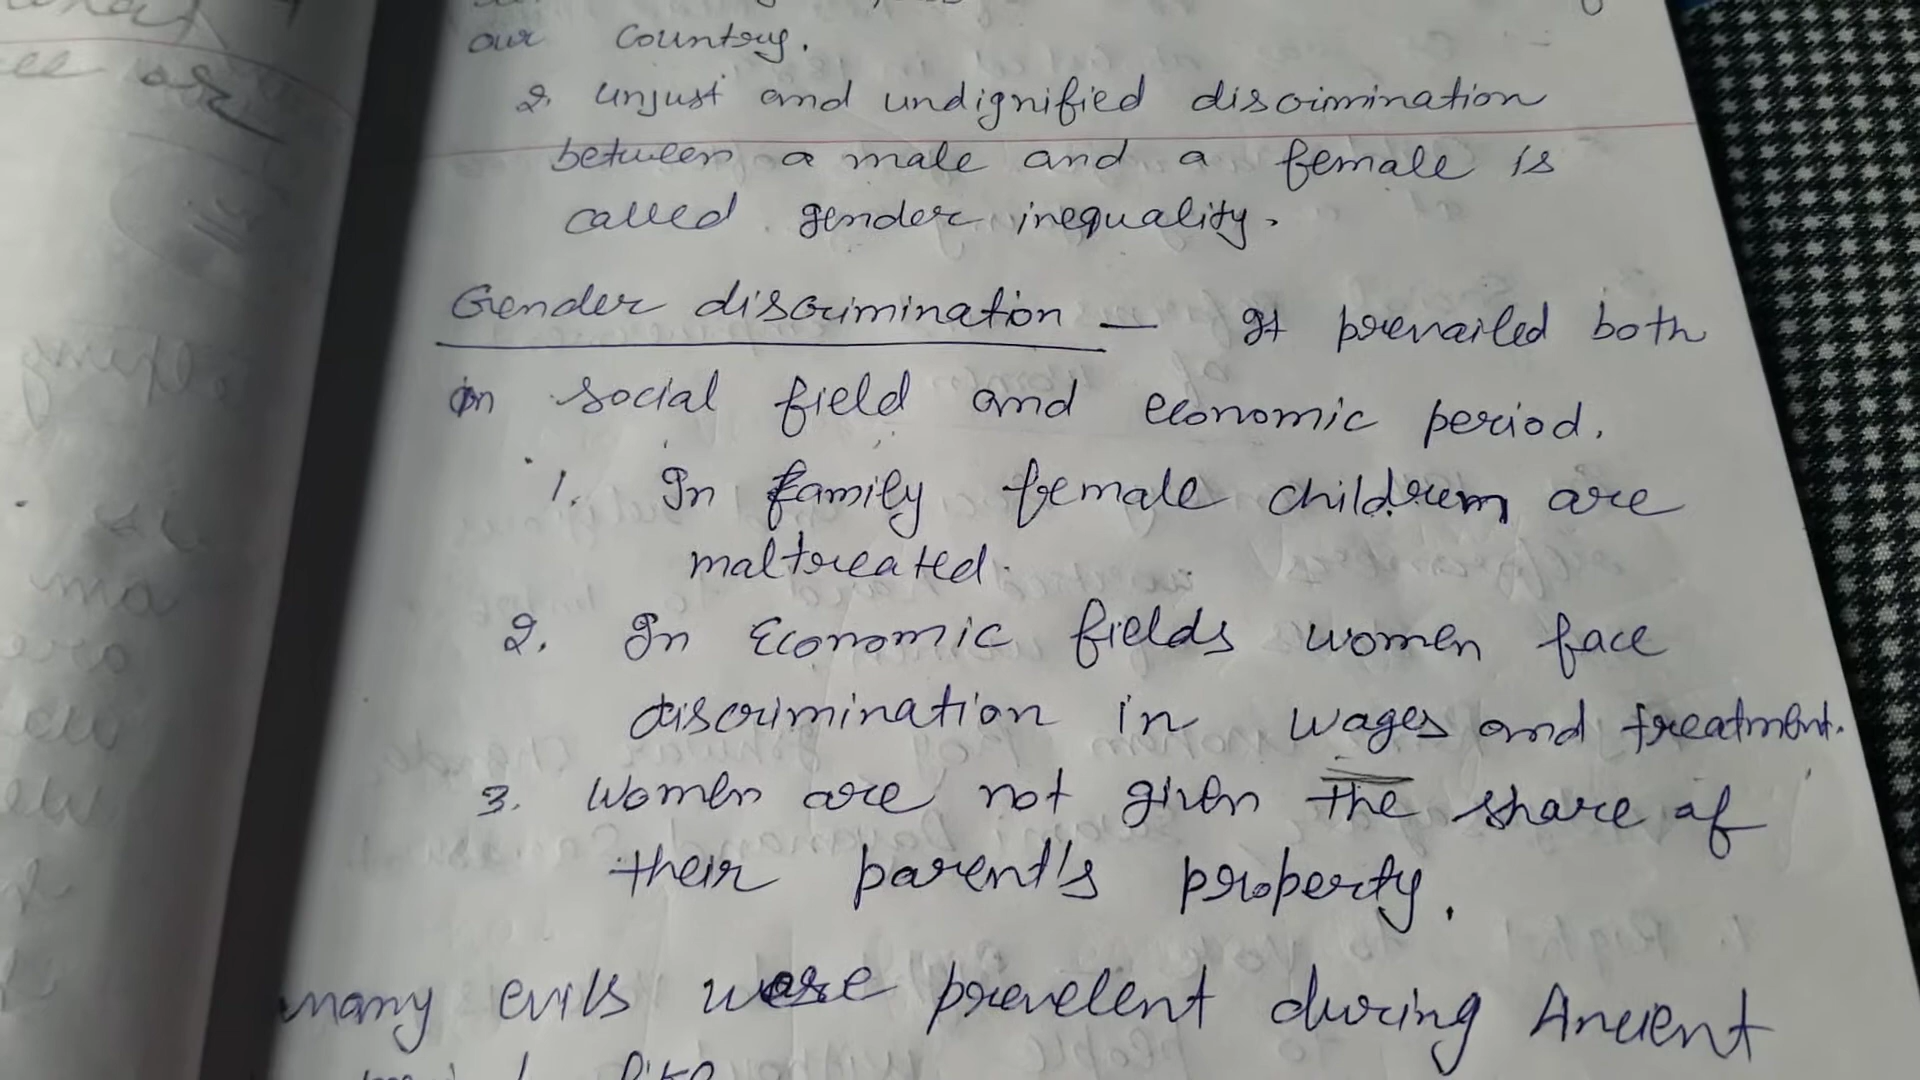 our Country.
2. unjust and undignified discrimination
between a male and a female is
called gender inequality.
Gender discrimination — It prevailed both
in social field and economic period.
1. In family female children are
maltreated.
2. In Economic fields women face
discrimination in wages and treatment.
3. Women are not given the share of
their parent's property.
many evils were prevelent during Ancient
like